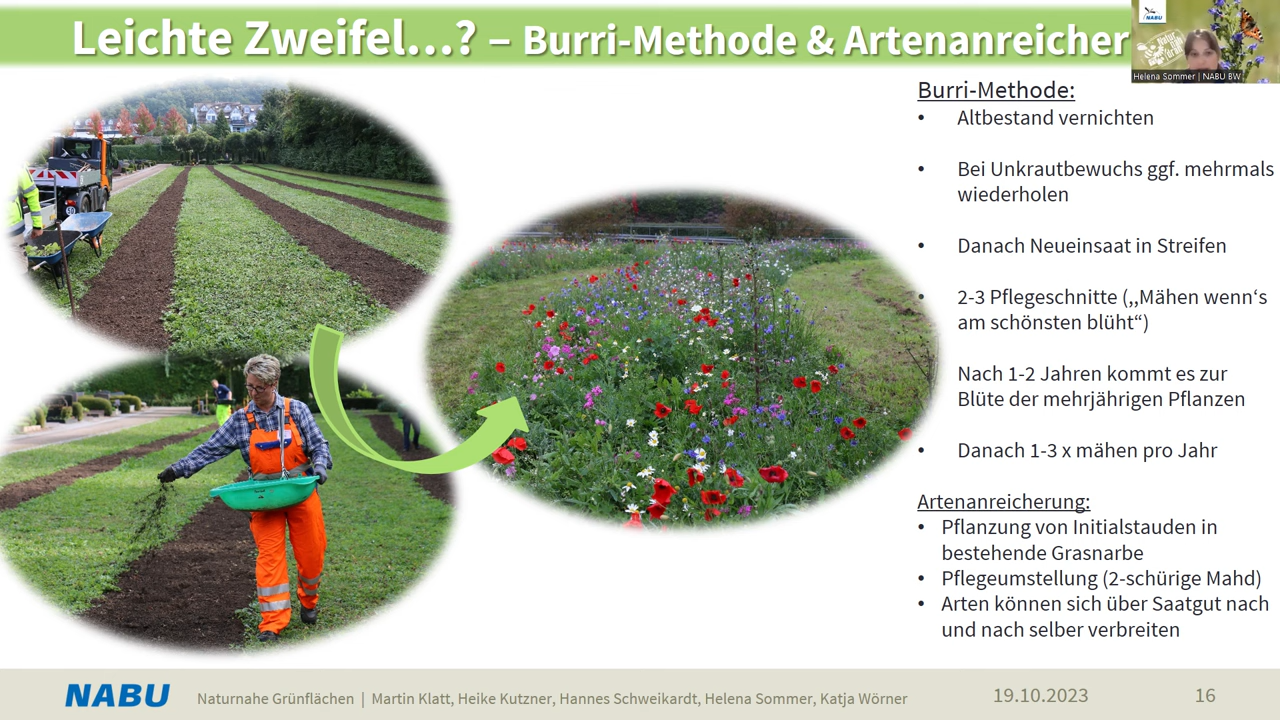 Leichte Zweifel…? – Burri-Methode & Artenanreicher
NABU
Helena Sommer | NABU BW
Burri-Methode:
• Altbestand vernichten
• Bei Unkrautbewuchs ggf. mehrmals
wiederholen
• Danach Neueinsaat in Streifen
• 2-3 Pflegeschnitte (,,Mähen wenn‘s
am schönsten blüht“)
Nach 1-2 Jahren kommt es zur
Blüte der mehrjährigen Pflanzen
• Danach 1-3 x mähen pro Jahr
Artenanreicherung:
• Pflanzung von Initialstauden in
bestehende Grasnarbe
• Pflegeumstellung (2-schürige Mahd)
• Arten können sich über Saatgut nach
und nach selber verbreiten
NABU
Naturnahe Grünflächen | Martin Klatt, Heike Kutzner, Hannes Schweikardt, Helena Sommer, Katja Wörner
19.10.2023
16